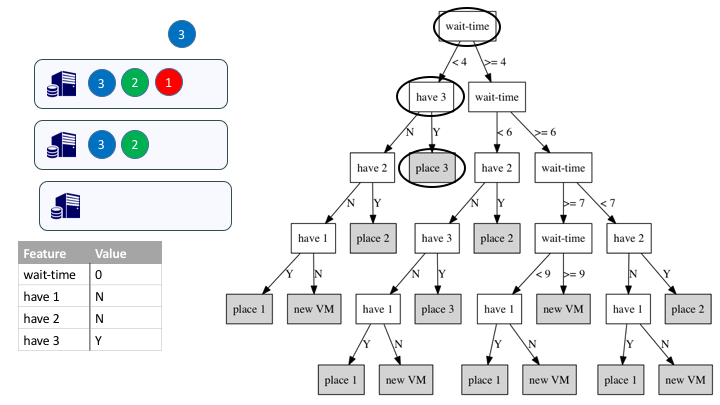 3
3 2 1
3 2
Feature Value
wait-time 0
have 1 N
have 2 N
have 3 Y
wait-time
< 4 >= 4
have 3 wait-time
N Y < 6 >= 6
have 2 place 3 have 2 wait-time
N Y N Y >= 7 < 7
have 1 place 2 have 3 place 2 wait-time have 2
Y N N Y < 9 >= 9 N Y
place 1 new VM have 1 place 3 have 1 new VM have 1 place 2
Y N Y N Y N
place 1 new VM place 1 new VM place 1 new VM